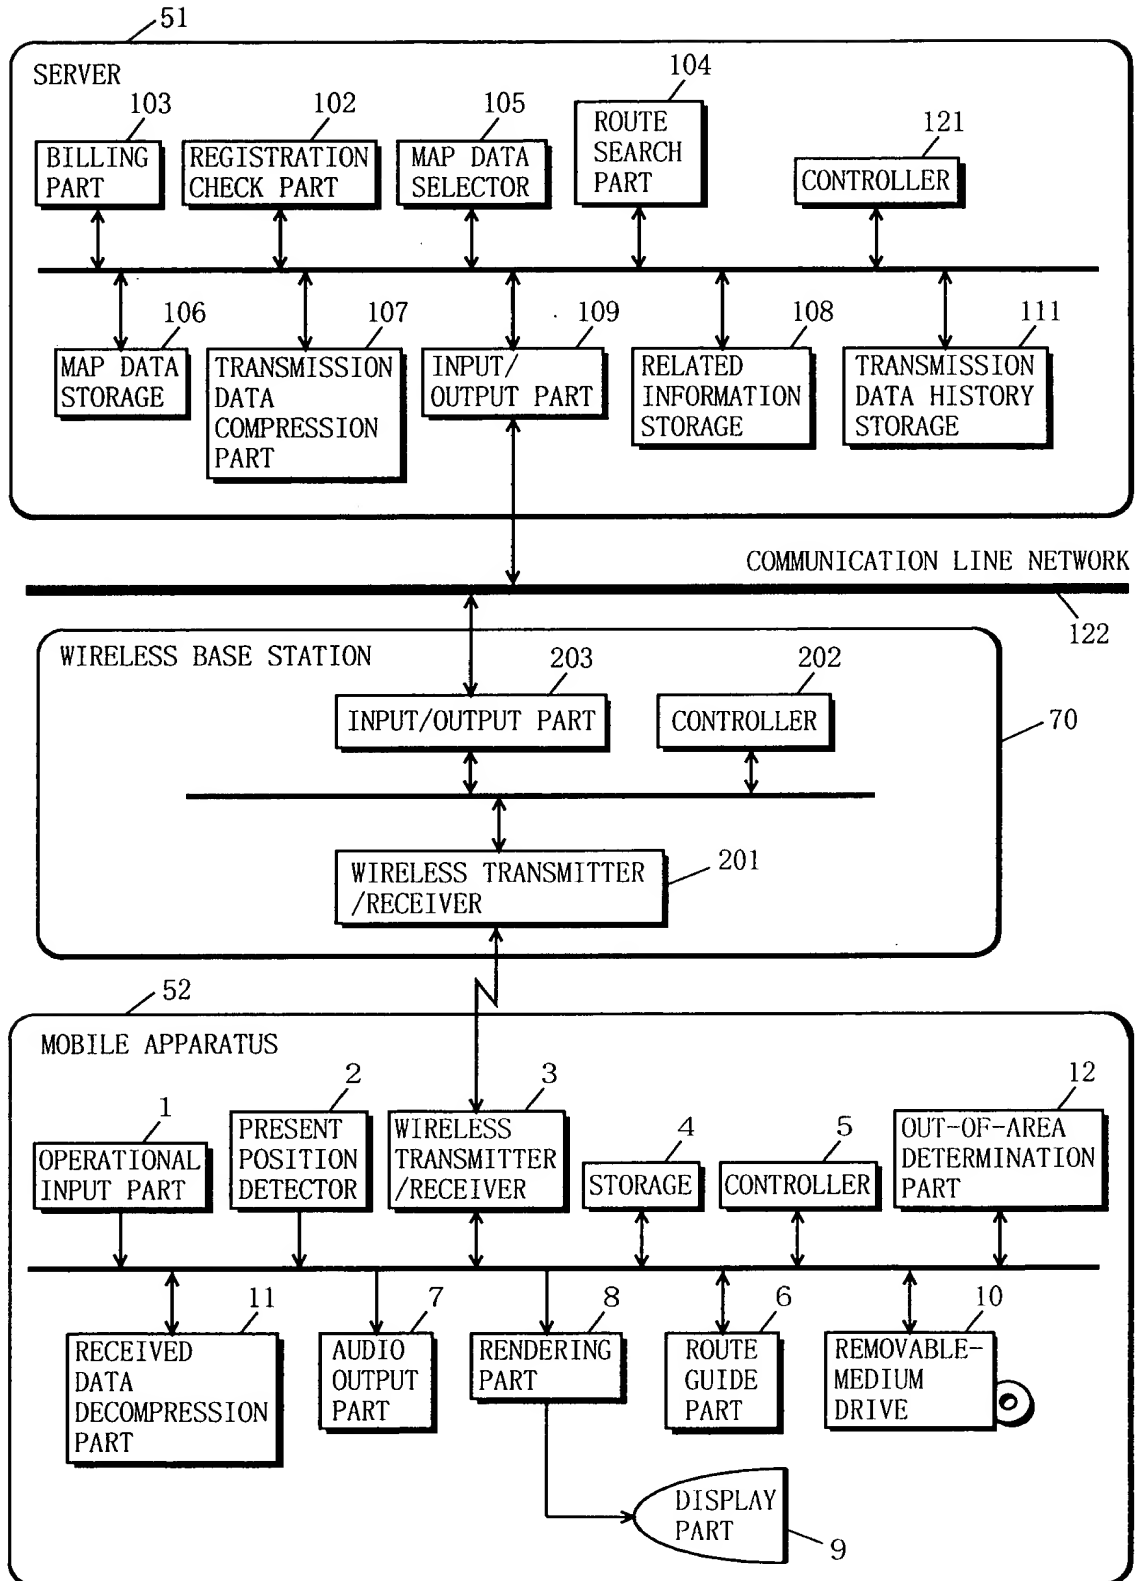 51
SERVER
103
102
105
104
121
BILLING
PART
REGISTRATION
CHECK PART
MAP DATA
SELECTOR
ROUTE
SEARCH
PART
CONTROLLER
106
107
109
108
111
MAP DATA
STORAGE
TRANSMISSION
DATA
COMPRESSION
PART
INPUT/
OUTPUT PART
RELATED
INFORMATION
STORAGE
TRANSMISSION
DATA HISTORY
STORAGE
COMMUNICATION LINE NETWORK
122
WIRELESS BASE STATION
203
202
INPUT/OUTPUT PART
CONTROLLER
70
WIRELESS TRANSMITTER
/RECEIVER
201
52
MOBILE APPARATUS
1
2
3
4
5
12
OPERATIONAL
INPUT PART
PRESENT
POSITION
DETECTOR
WIRELESS
TRANSMITTER
/RECEIVER
STORAGE
CONTROLLER
OUT-OF-AREA
DETERMINATION
PART
11
7
8
6
10
RECEIVED
DATA
DECOMPRESSION
PART
AUDIO
OUTPUT
PART
RENDERING
PART
ROUTE
GUIDE
PART
REMOVABLE-
MEDIUM
DRIVE
DISPLAY
PART
9